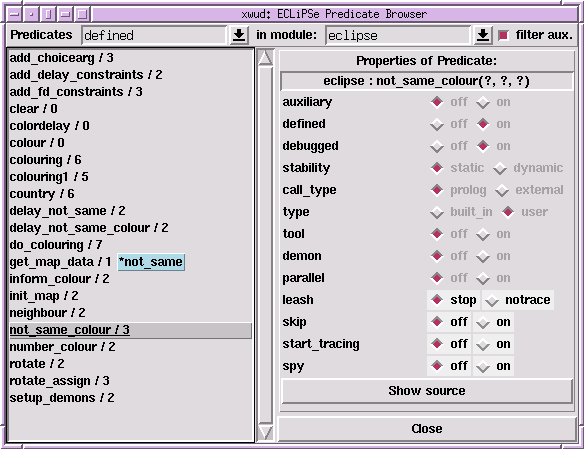 xwud: ECLiPSe Predicate Browser
Predicates defined in module: eclipse filter aux.
add_choicearg / 3
add_delay_constraints / 2
add_fd_constraints / 3
clear / 0
colordelay / 0
colour / 0
colouring / 6
colouring1 / 5
country / 6
delay_not_same / 2
delay_not_same_colour / 2
do_colouring / 7
get_map_data / 1 *not_same
inform_colour / 2
init_map / 2
neighbour / 2
not_same_colour / 3
number_colour / 2
rotate / 2
rotate_assign / 3
setup_demons / 2
Properties of Predicate:
eclipse : not_same_colour(?, ?, ?)
auxiliary off on
defined off on
debugged off on
stability static dynamic
call_type prolog external
type built_in user
tool off on
demon off on
parallel off on
leash stop notrace
skip off on
start_tracing off on
spy off on
Show source
Close